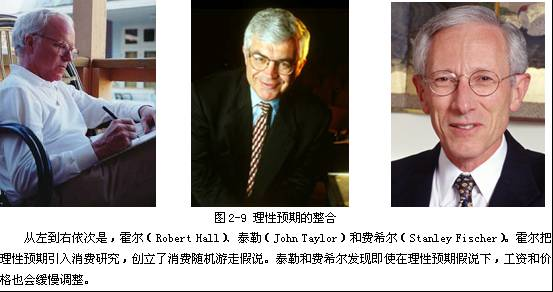 图2-9 理性预期的整合
从左到右依次是，霍尔（Robert Hall）、泰勒（John Taylor）和费希尔（Stanley Fischer）。霍尔把
理性预期引入消费研究，创立了消费随机游走假说。泰勒和费希尔发现即使在理性预期假说下，工资和价
格也会缓慢调整。